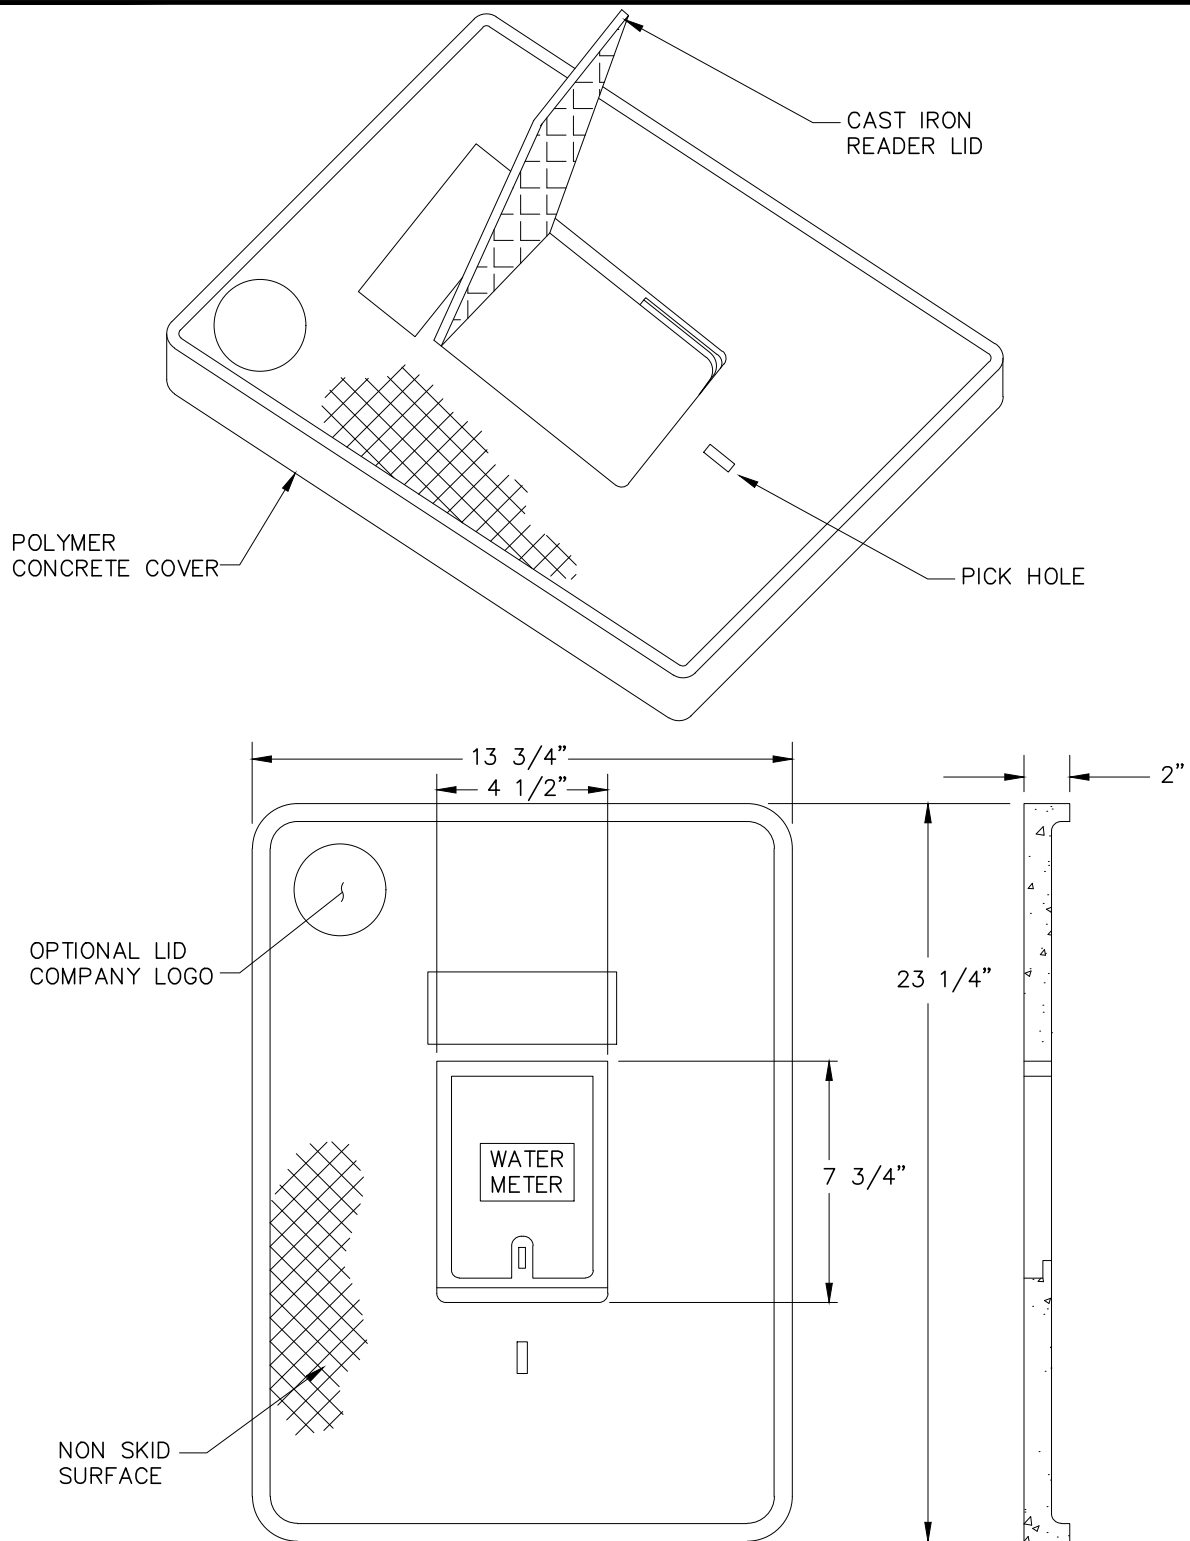 CAST IRON
READER LID
POLYMER
CONCRETE COVER
PICK HOLE
13 3/4”
4 1/2”
2”
OPTIONAL LID
COMPANY LOGO
23 1/4”
WATER
METER
7 3/4”
NON SKID
SURFACE